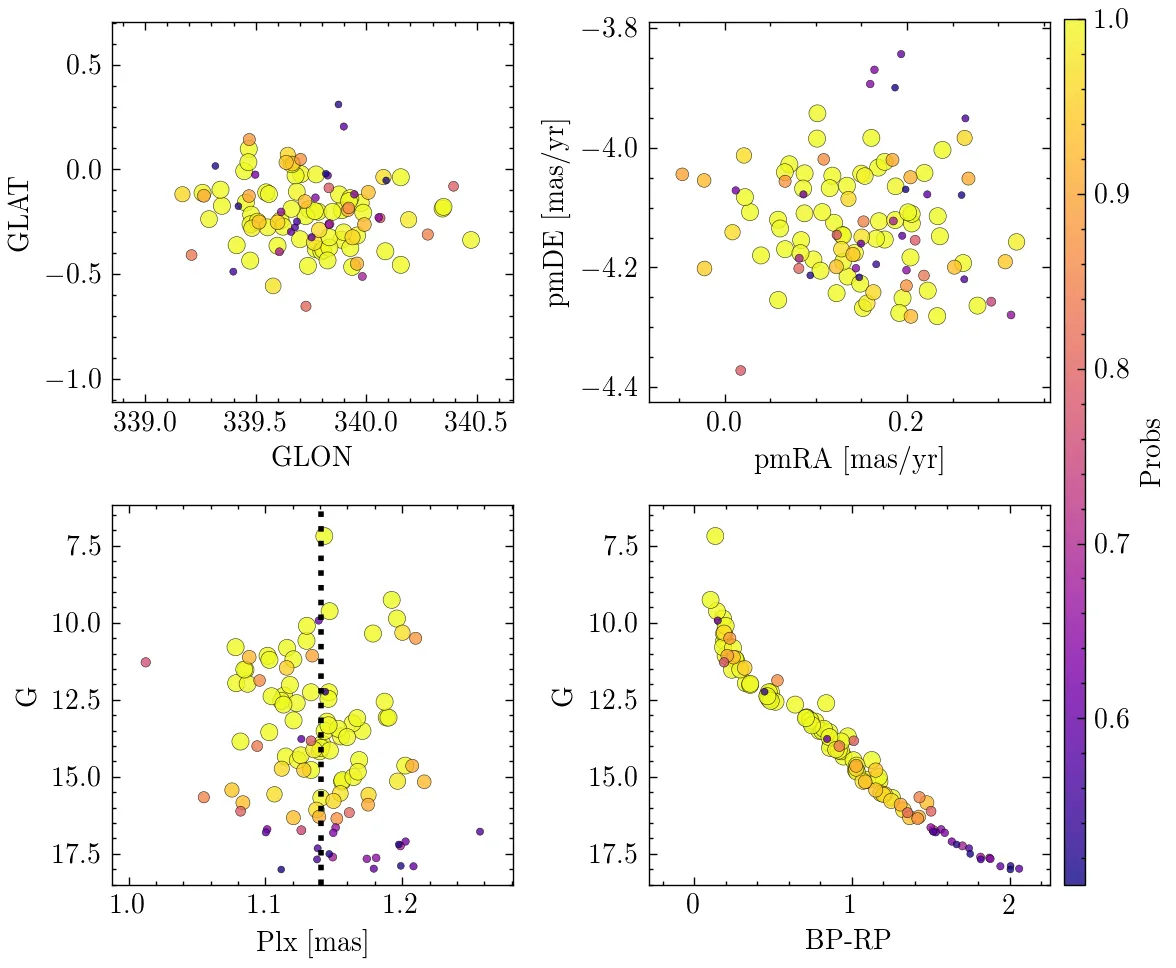 0.5
0.0
−0.5
−1.0
GLAT
339.0 339.5 340.0 340.5
GLON
−3.8
−4.0
−4.2
−4.4
pmDE [mas/yr]
0.0 0.2
pmRA [mas/yr]
1.0
0.9
0.8
0.7
0.6
Probs
7.5
10.0
12.5
15.0
17.5
G
1.0 1.1 1.2
Plx [mas]
7.5
10.0
12.5
15.0
17.5
G
0 1 2
BP-RP